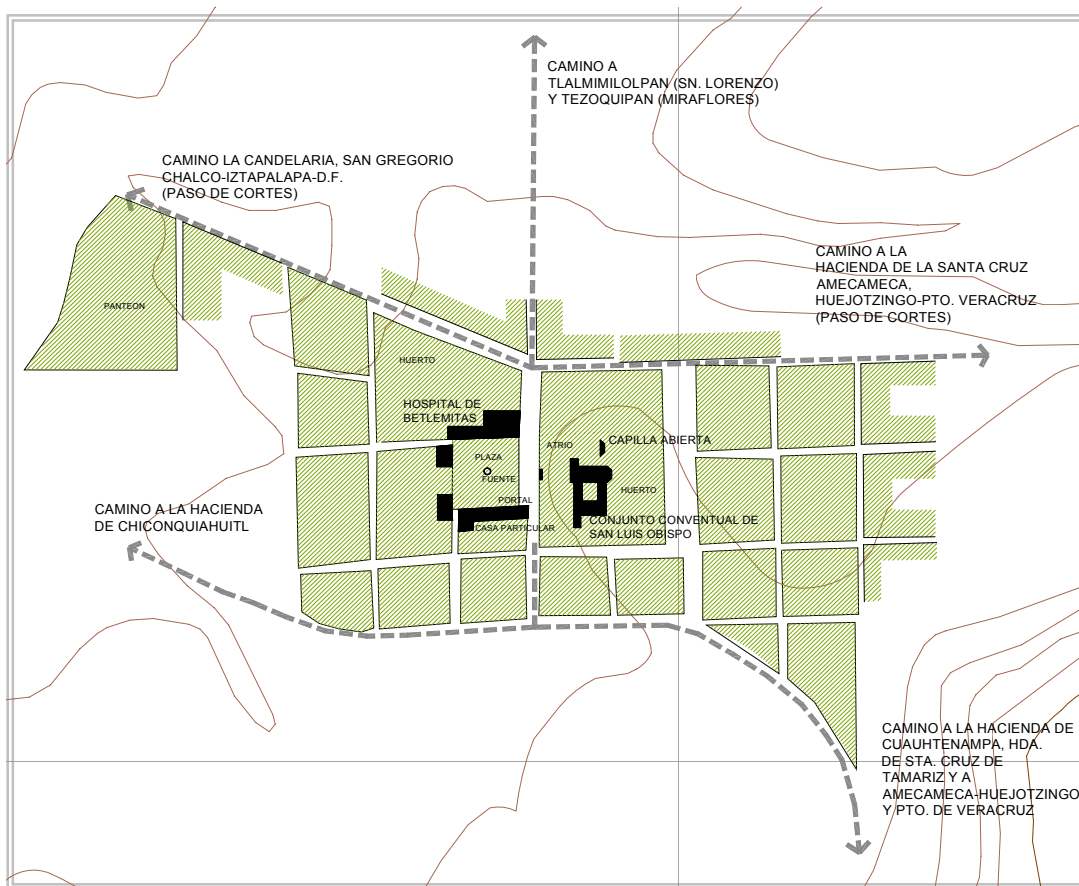 CAMINO A
TLALMIMILOLPAN (SN. LORENZO)
Y TEZOQUIPAN (MIRAFLORES)
CAMINO LA CANDELARIA, SAN GREGORIO
CHALCO-IZTAPALAPA-D.F.
(PASO DE CORTES)
CAMINO A LA
HACIENDA DE LA SANTA CRUZ
AMECAMECA,
HUEJOTZINGO-PTO. VERACRUZ
(PASO DE CORTES)
PANTEON
HUERTO
HOSPITAL DE
BETLEMITAS
ATRIO
CAPILLA ABIERTA
PLAZA
FUENTE
HUERTO
PORTAL
CASA PARTICULAR
CONJUNTO CONVENTUAL DE
SAN LUIS OBISPO
CAMINO A LA HACIENDA
DE CHICONQUIAHUITL
CAMINO A LA HACIENDA DE
CUAUHTENAMPA, HDA.
DE STA. CRUZ DE
TAMARIZ Y A
AMECAMECA-HUEJOTZINGO
Y PTO. DE VERACRUZ